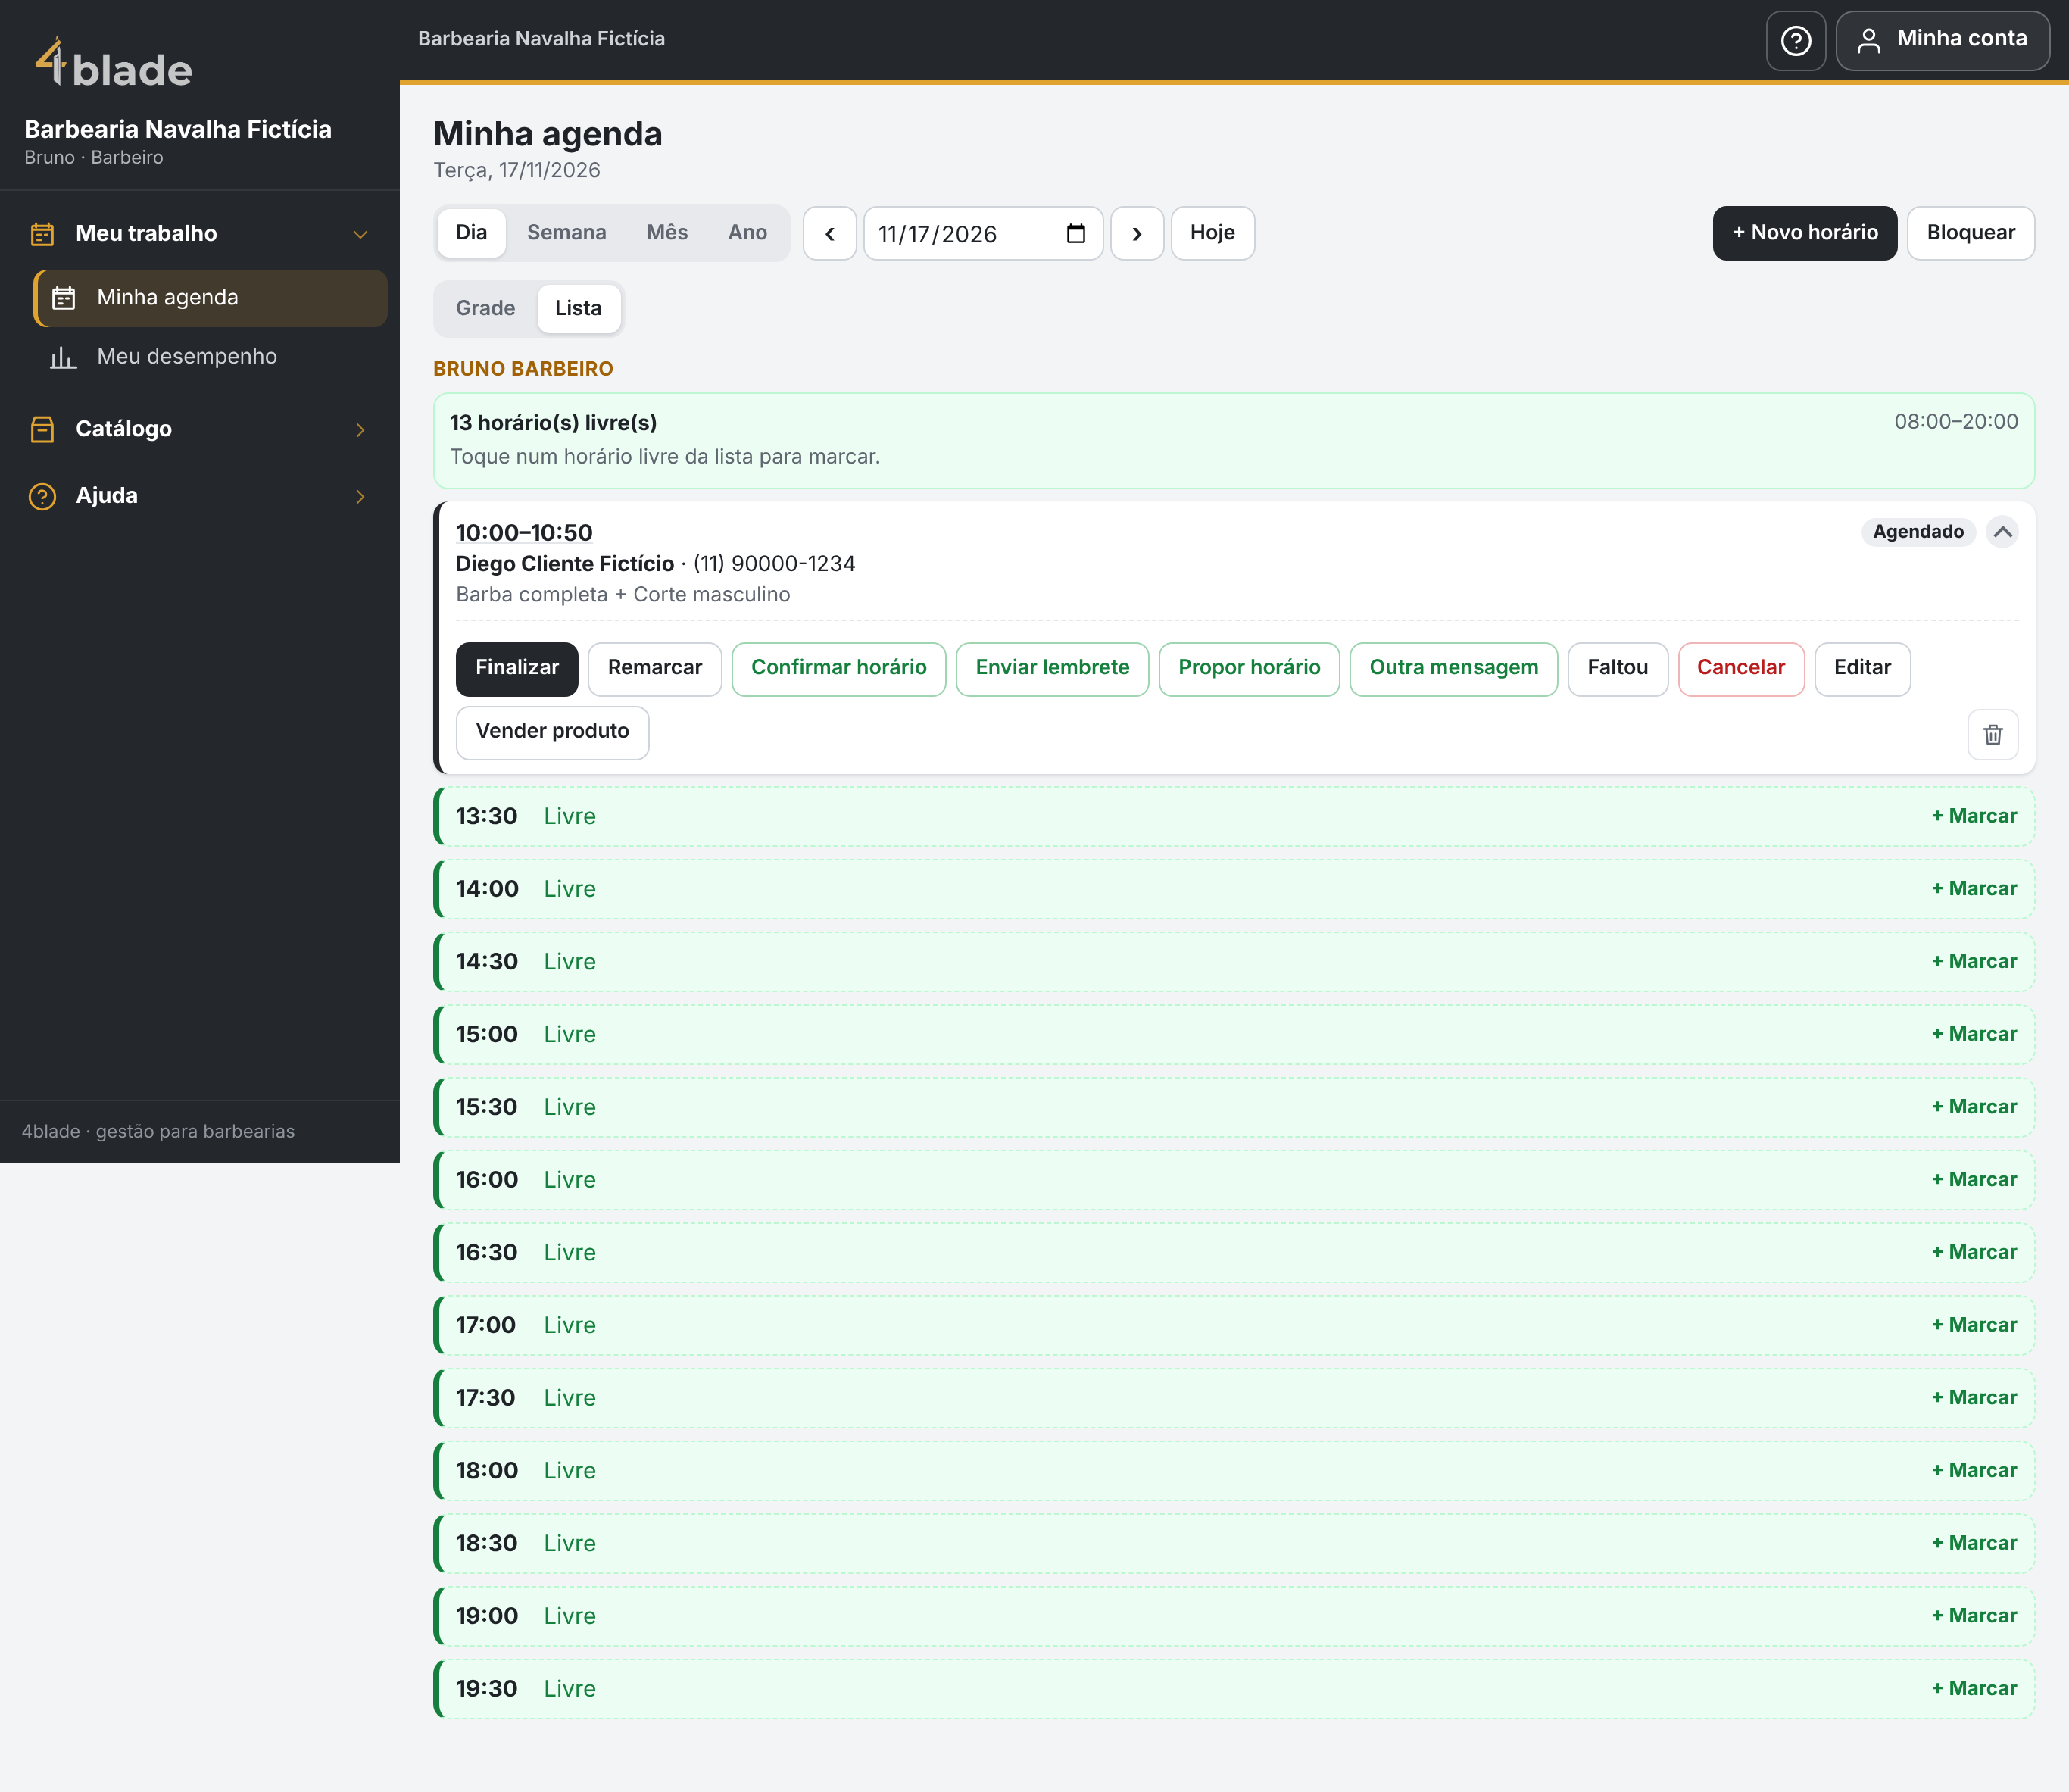 4blade
Barbearia Navalha Fictícia
Bruno · Barbeiro
Meu trabalho
Minha agenda
Meu desempenho
Catálogo
Ajuda
4blade · gestão para barbearias
Barbearia Navalha Fictícia
Minha conta
Minha agenda
Terça, 17/11/2026
Dia Semana Mês Ano ‹ 11/17/2026 › Hoje + Novo horário Bloquear
Grade Lista
BRUNO BARBEIRO
13 horário(s) livre(s) 08:00–20:00
Toque num horário livre da lista para marcar.
10:00–10:50 Agendado
Diego Cliente Fictício · (11) 90000-1234
Barba completa + Corte masculino
Finalizar Remarcar Confirmar horário Enviar lembrete Propor horário Outra mensagem Faltou Cancelar Editar
Vender produto
13:30 Livre + Marcar
14:00 Livre + Marcar
14:30 Livre + Marcar
15:00 Livre + Marcar
15:30 Livre + Marcar
16:00 Livre + Marcar
16:30 Livre + Marcar
17:00 Livre + Marcar
17:30 Livre + Marcar
18:00 Livre + Marcar
18:30 Livre + Marcar
19:00 Livre + Marcar
19:30 Livre + Marcar